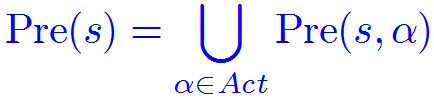 Pre(s) = ⋃_{α∈Act} Pre(s, α)